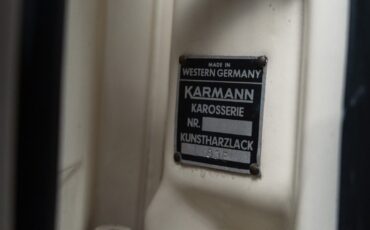 MADE IN
WESTERN GERMANY
KARMANN
KAROSSERIE
NR.
KUNSTHARZLACK